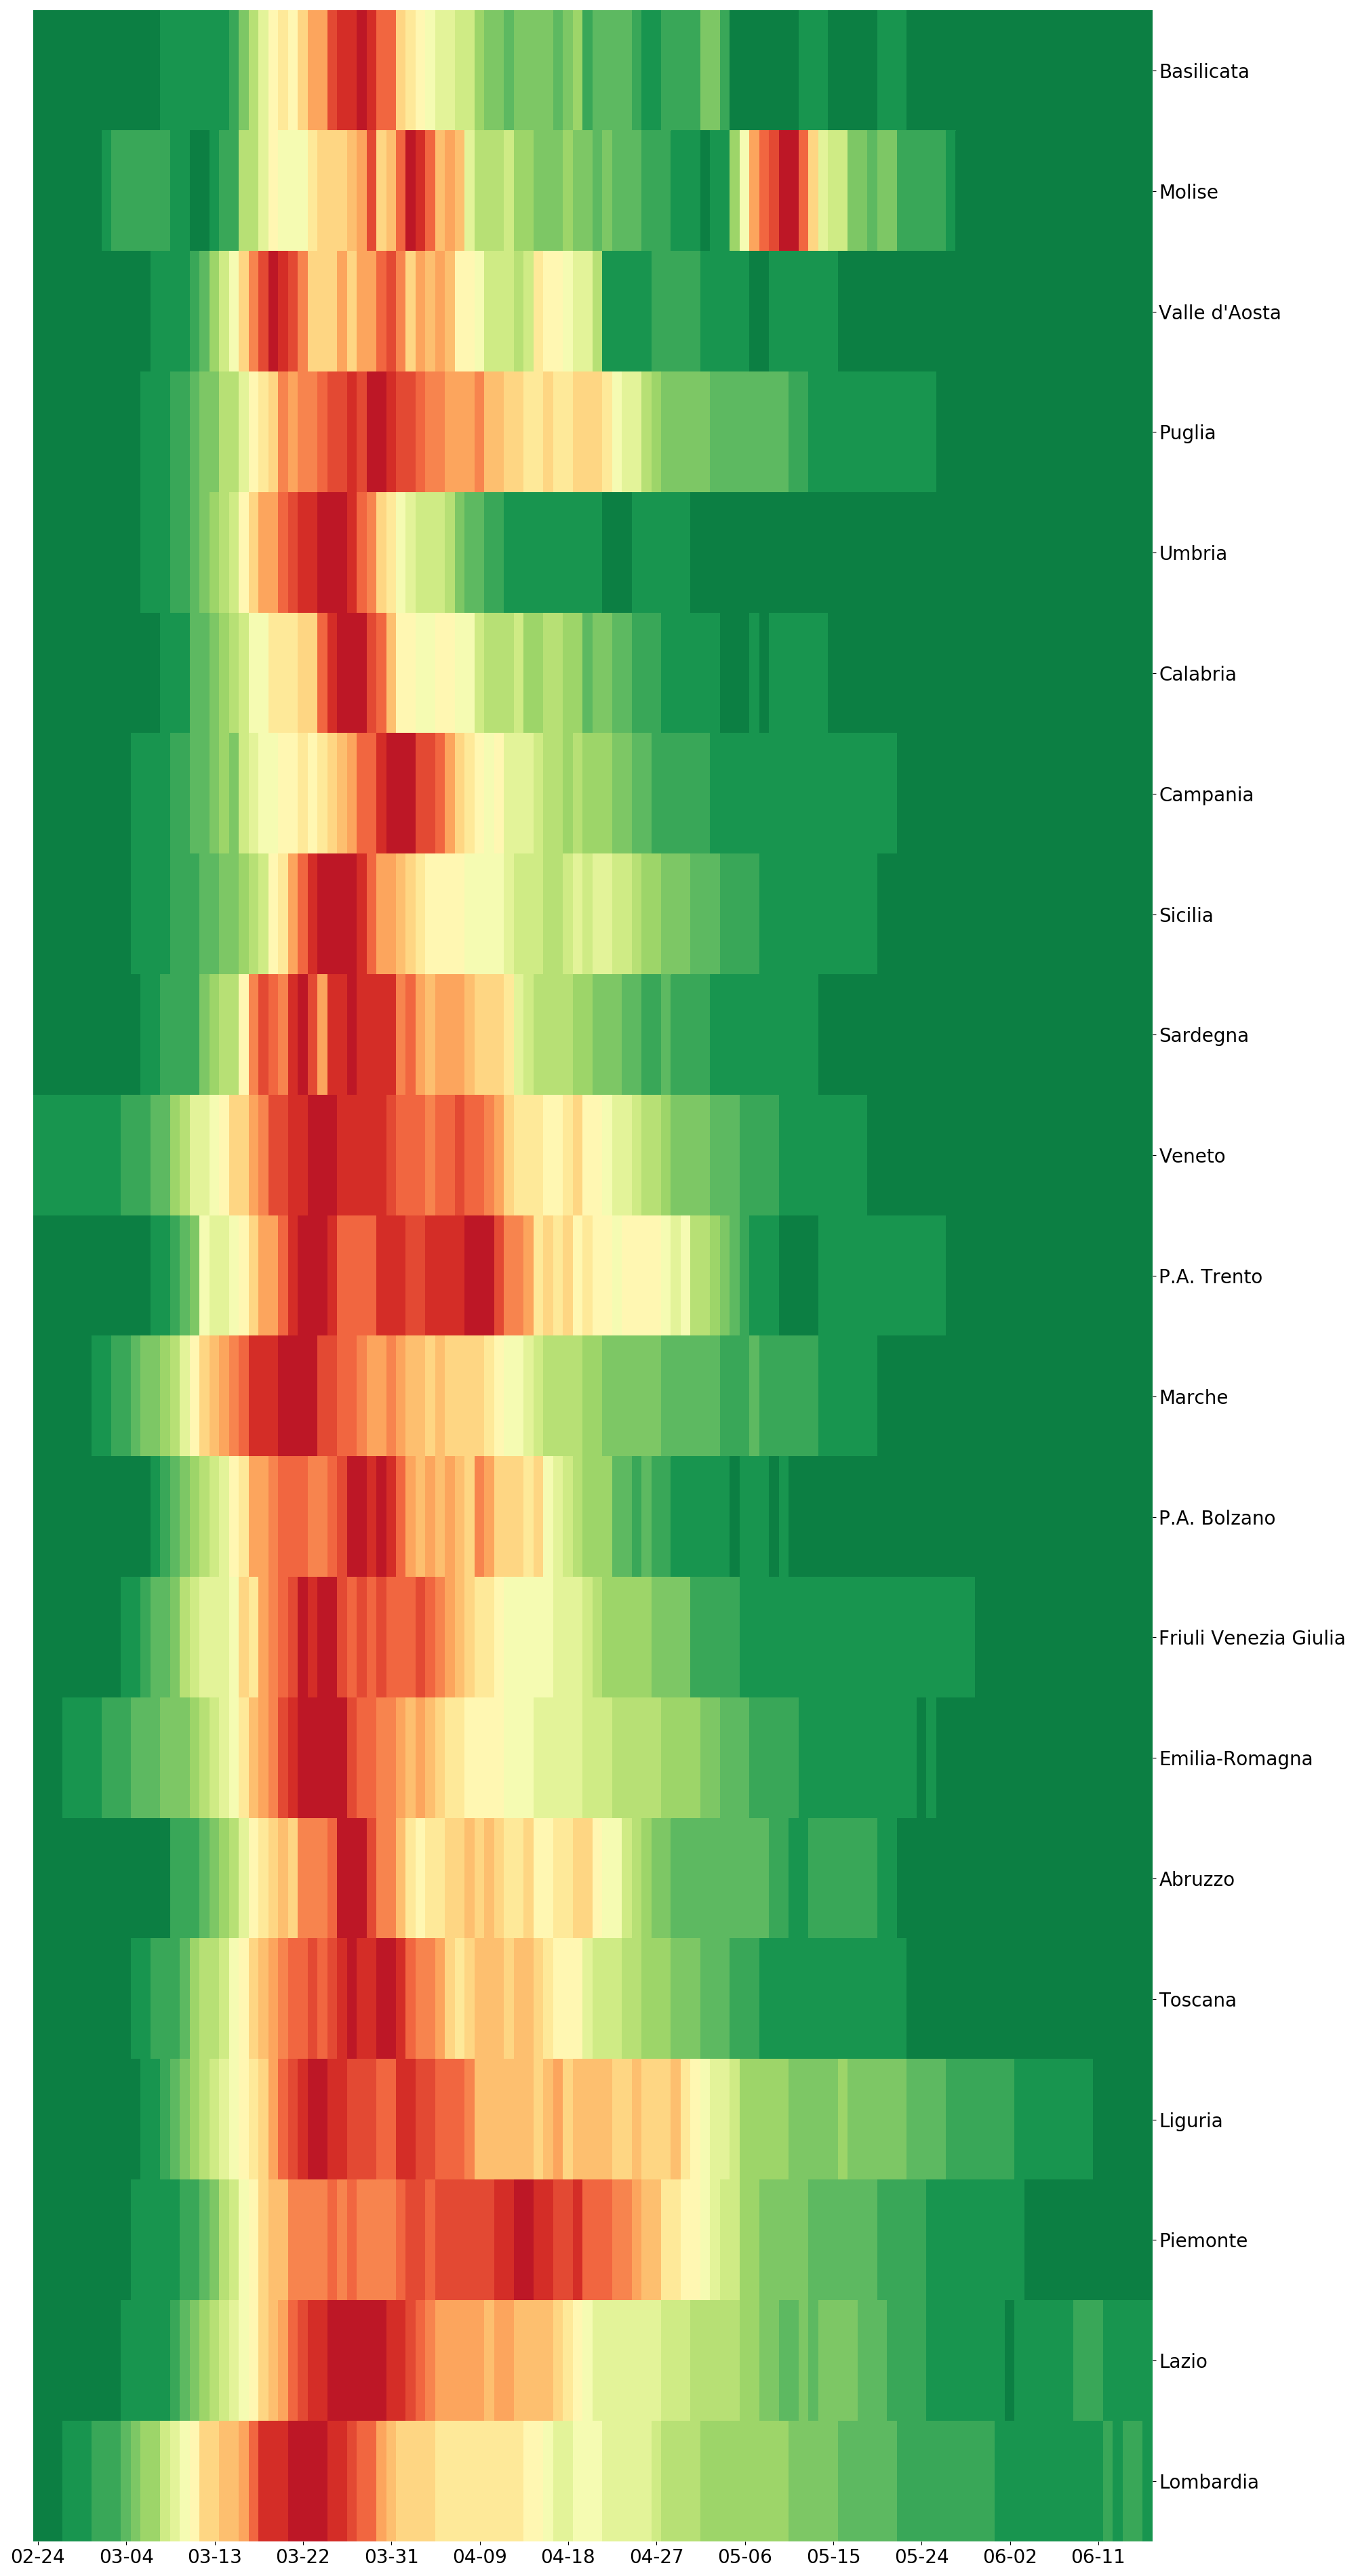 Basilicata
Molise
Valle d'Aosta
Puglia
Umbria
Calabria
Campania
Sicilia
Sardegna
Veneto
P.A. Trento
Marche
P.A. Bolzano
Friuli Venezia Giulia
Emilia-Romagna
Abruzzo
Toscana
Liguria
Piemonte
Lazio
Lombardia
02-24 03-04 03-13 03-22 03-31 04-09 04-18 04-27 05-06 05-15 05-24 06-02 06-11